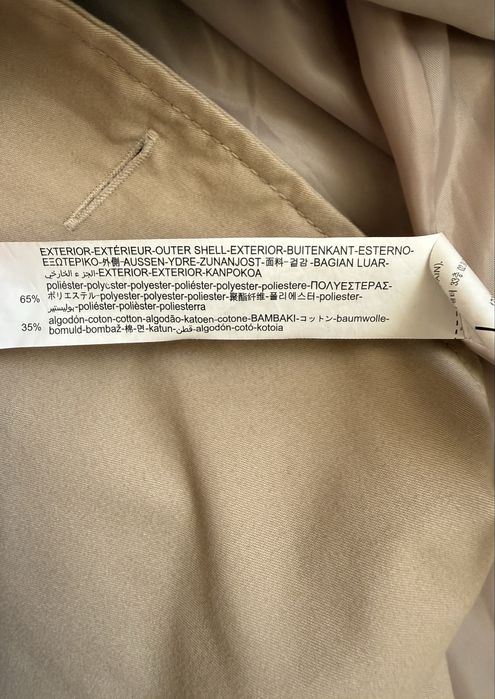 EXTERIOR-EXTÉRIEUR-OUTER SHELL-EXTERIOR-BUITENKANT-ESTERNO-
ΕΞΩΤΕΡΙΚΟ-外側-AUSSEN-YDRE-ZUNANJOST-面料-겉감-BAGIAN LUAR-
الجزء الخارجي-EXTERIOR-EXTERIOR-KANPOKOA
poliéster-polyester-polyester-poliéster-polyester-poliestere-ΠΟΛΥΕΣΤΕΡΑΣ-
65% ポリエステル-polyester-polyester-poliester-聚酯纤维-폴리에스터-poliester-
بوليستير-poliéster-polièster-poliesterra
35% algodón-coton-cotton-algodão-katoen-cotone-ΒΑΜΒΑΚΙ-コットン-baumwolle-
bomuld-bombaž-棉-면-katun-قطن-algodón-cotó-kotoia